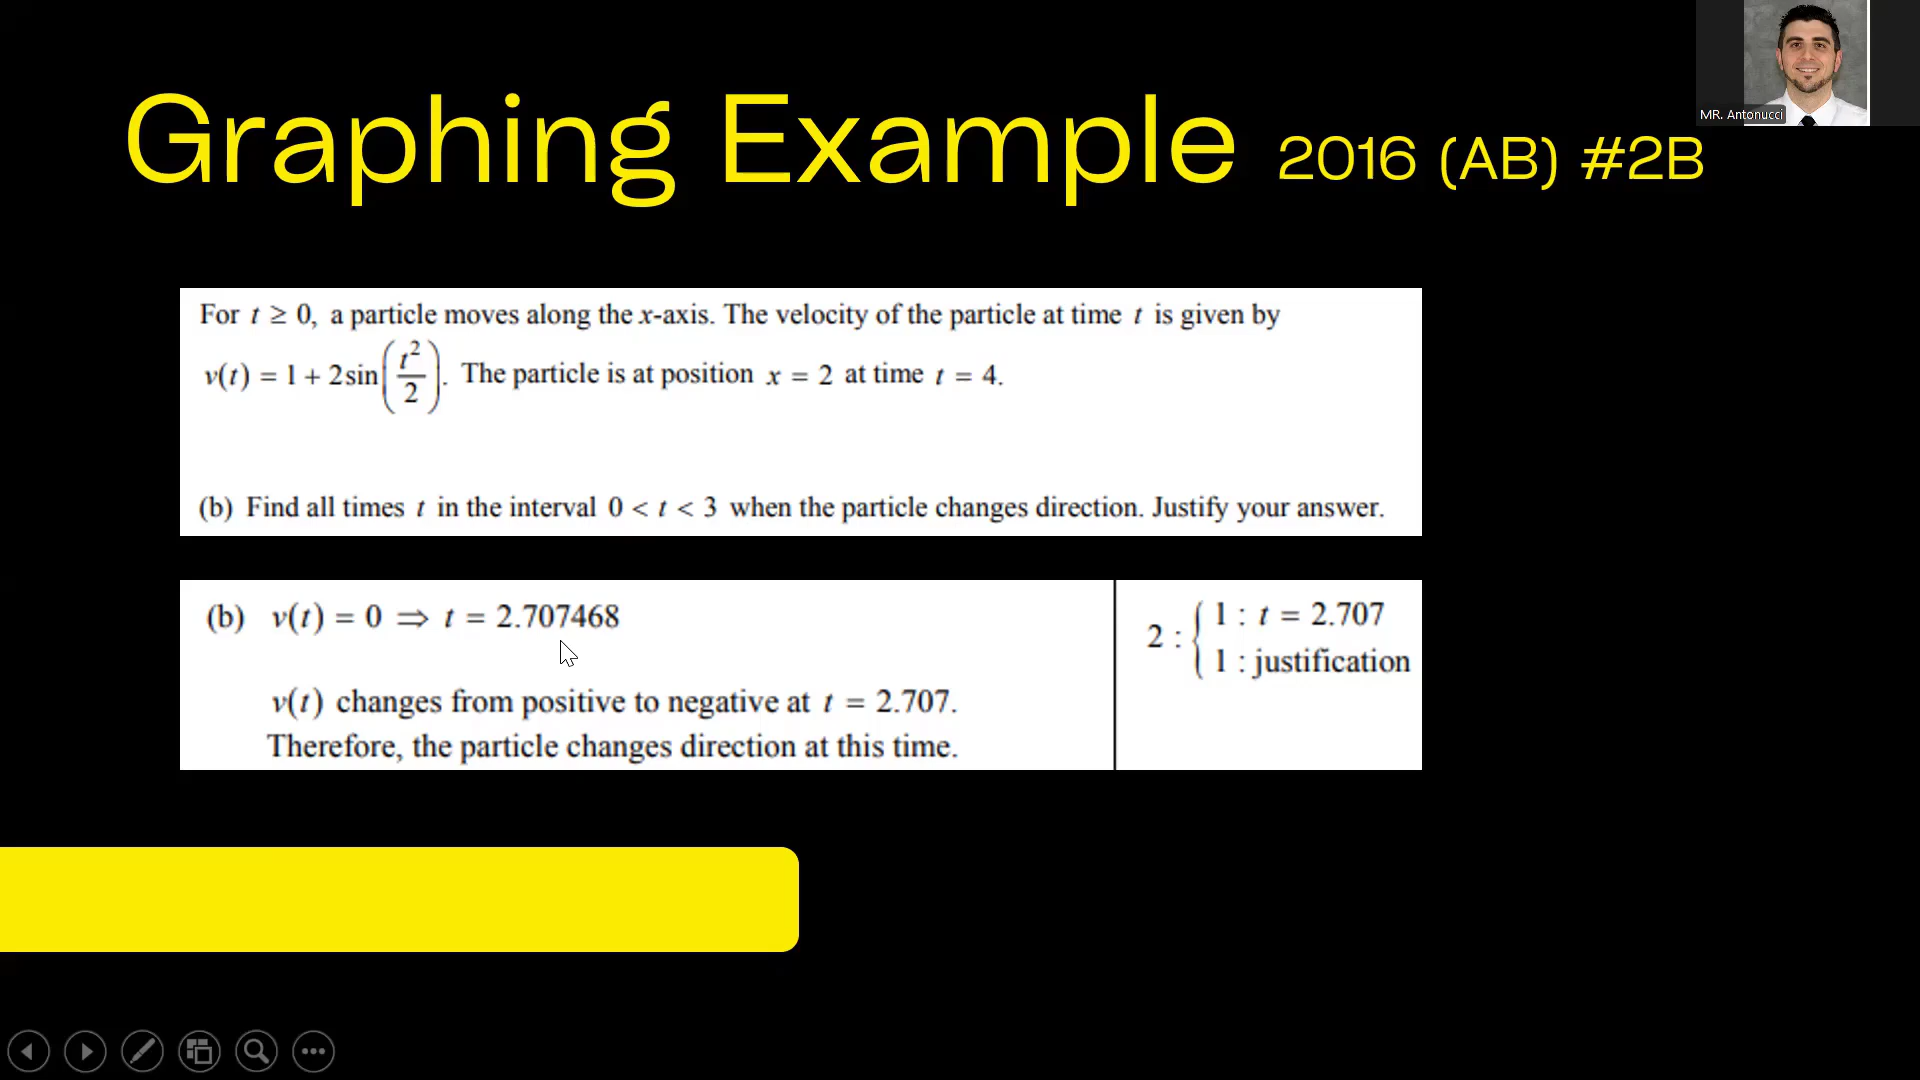 MR. Antonucci
Graphing Example 2016 (AB) #2B
For t ≥ 0, a particle moves along the x-axis. The velocity of the particle at time t is given by
v(t) = 1 + 2sin(t²/2). The particle is at position x = 2 at time t = 4.
(b) Find all times t in the interval 0 < t < 3 when the particle changes direction. Justify your answer.
(b) v(t) = 0 ⇒ t = 2.707468
v(t) changes from positive to negative at t = 2.707.
Therefore, the particle changes direction at this time.
2 : { 1 : t = 2.707
1 : justification